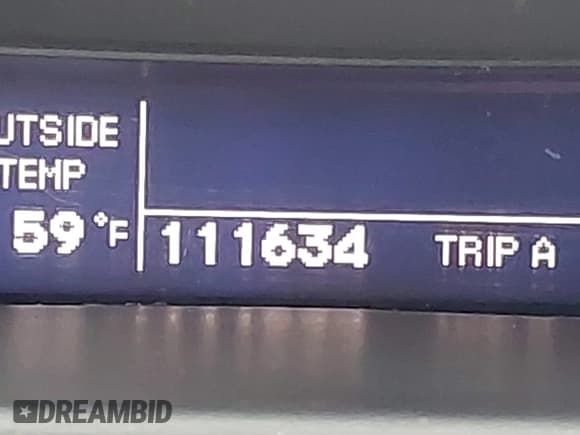 UTSIDE
TEMP
59°F
111634 TRIP A
DREAMBID